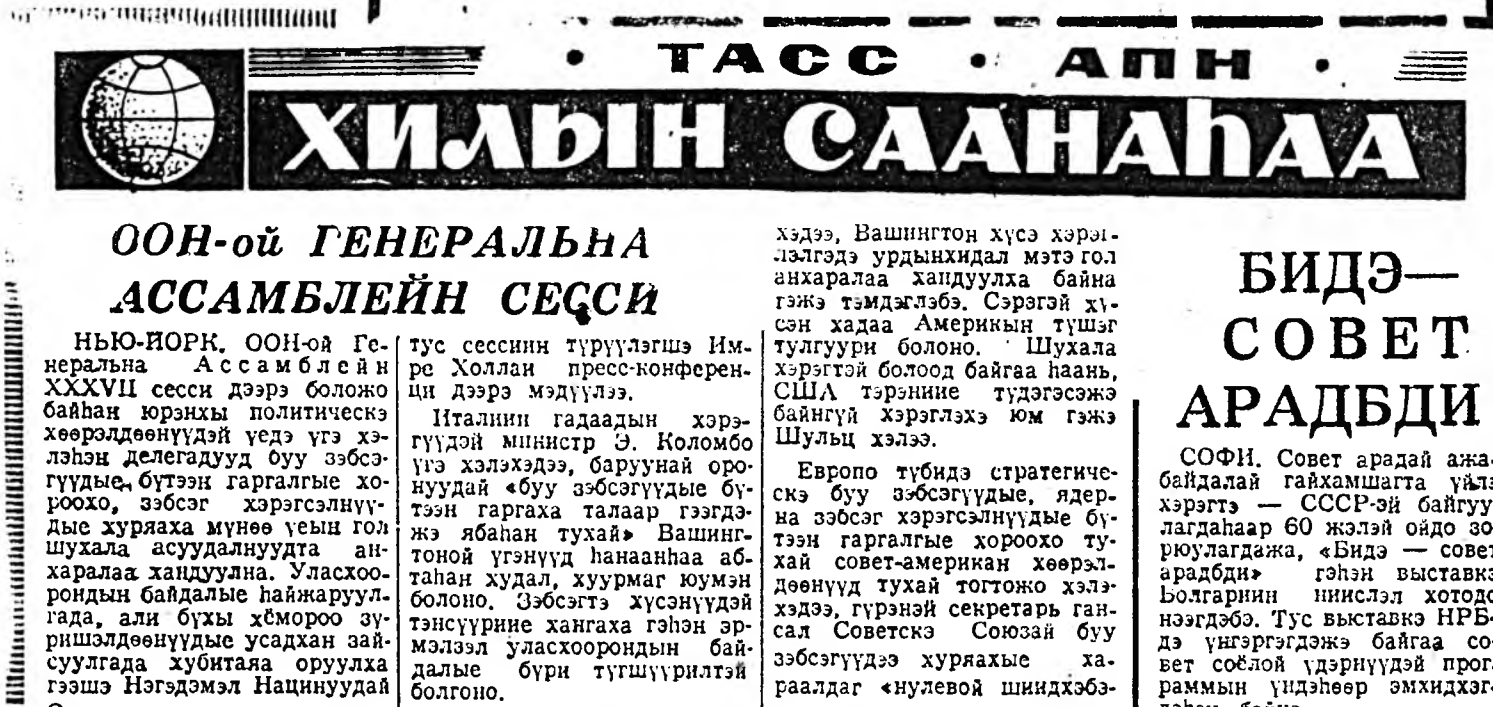 ТАСС · АПН
ХИЛЫН СААНАҺАА
ООН-ой ГЕНЕРАЛЬНА
АССАМБЛЕЙН СЕССИ
НЬЮ-ЙОРК. ООН-ой Ге-
неральна Ассамблейн
XXXVII сесси дээрэ боложо
байһан юрэнхы политическэ
хөөрэлдөөнүүдэй үедэ үгэ хэ-
лэһэн делегадууд буу зэбсэ-
гүүдые бүтээн гаргалгые хо-
роохо, зэбсэг хэрэгсэлнүү-
дые хуряаха мүнөө үеын гол
шухала асуудалнуудта ан-
харалаа хандуулна. Уласхоо-
рондын байдалые һайжаруул-
гада, али бүхы хёмороо зү-
ришэлдөөнүүдые усадхан зай-
суулгада хубитаяа оруулха
гээшэ Нэгэдэмэл Нацинуудай
тус сессиин түрүүлэгшэ Им-
ре Холлаи пресс-конферен-
ци дээрэ мэдүүлээ.
Италиин гадаадын хэрэ-
гүүдэй министр Э. Коломбо
үгэ хэлэхэдээ, баруунай оро-
нуудай «буу зэбсэгүүдые бү-
тээн гаргаха талаар гээгдэ-
жэ ябаһан тухай» Вашинг-
тоной үгэнүүд һанаанһаа аб-
таһан худал, хуурмаг юумэн
болоно. Зэбсэгтэ хүсэнүүдэй
тэнсүүриие хангаха гэһэн эр-
мэлзэл уласхоорондын бай-
далые бүри түгшүүрилтэй
болгоно.
хэдээ, Вашингтон хүсэ хэрэг-
лэлгэдэ урдынхидал мэтэ гол
анхаралаа хандуулха байна
гэжэ тэмдэглэбэ. Сэрэгэй хү-
сэн хадаа Америкын түшэг
тулгуури болоно. Шухала
хэрэгтэй болоод байгаа һаань,
США тэрэниие түдэгэсэжэ
байнгүй хэрэглэхэ юм гэжэ
Шульц хэлээ.
Европо түбидэ стратегиче-
скэ буу зэбсэгүүдые, ядер-
на зэбсэг хэрэгсэлнүүдые бү-
тээн гаргалгые хороохо ту-
хай совет-американ хөөрэл-
дөөнүүд тухай тогтожо хэлэ-
хэдээ, гүрэнэй секретарь ган-
сал Советскэ Союзай буу
зэбсэгүүдээ хуряахые ха-
раалдаг «нулевой шиидхэбэ-
БИДЭ—
СОВЕТ
АРАДБДИ
СОФИ. Совет арадай ажа-
байдалай гайхамшагта үйлэ
хэрэгтэ — СССР-эй байгуу
лагдаһаар 60 жэлэй ойдо зо-
рюулагдажа, «Бидэ — совет
арадбди» гэһэн выставкэ
Болгариин ниислэл хотодо
нээгдэбэ. Тус выставкэ НРБ-
дэ үнгэргэгдэжэ байгаа со-
вет соёлой үдэрнүүдэй прог-
раммын үндэһөөр эмхидхэг-